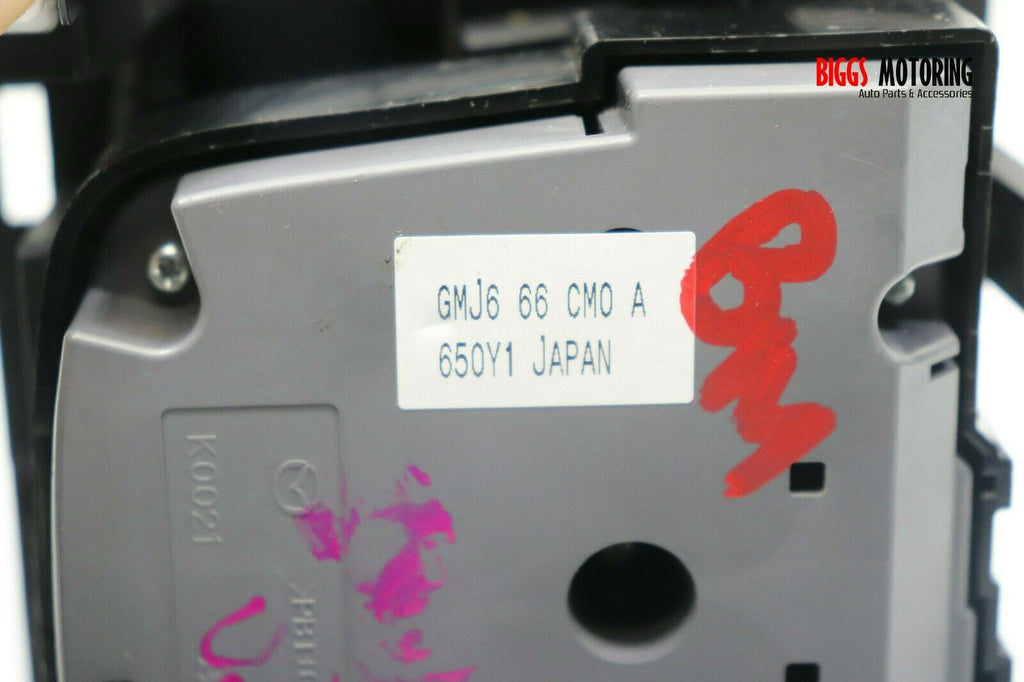 BIGGS MOTORING
Auto Parts & Accessories
GMJ6 66 CM0 A
650Y1 JAPAN
K0021